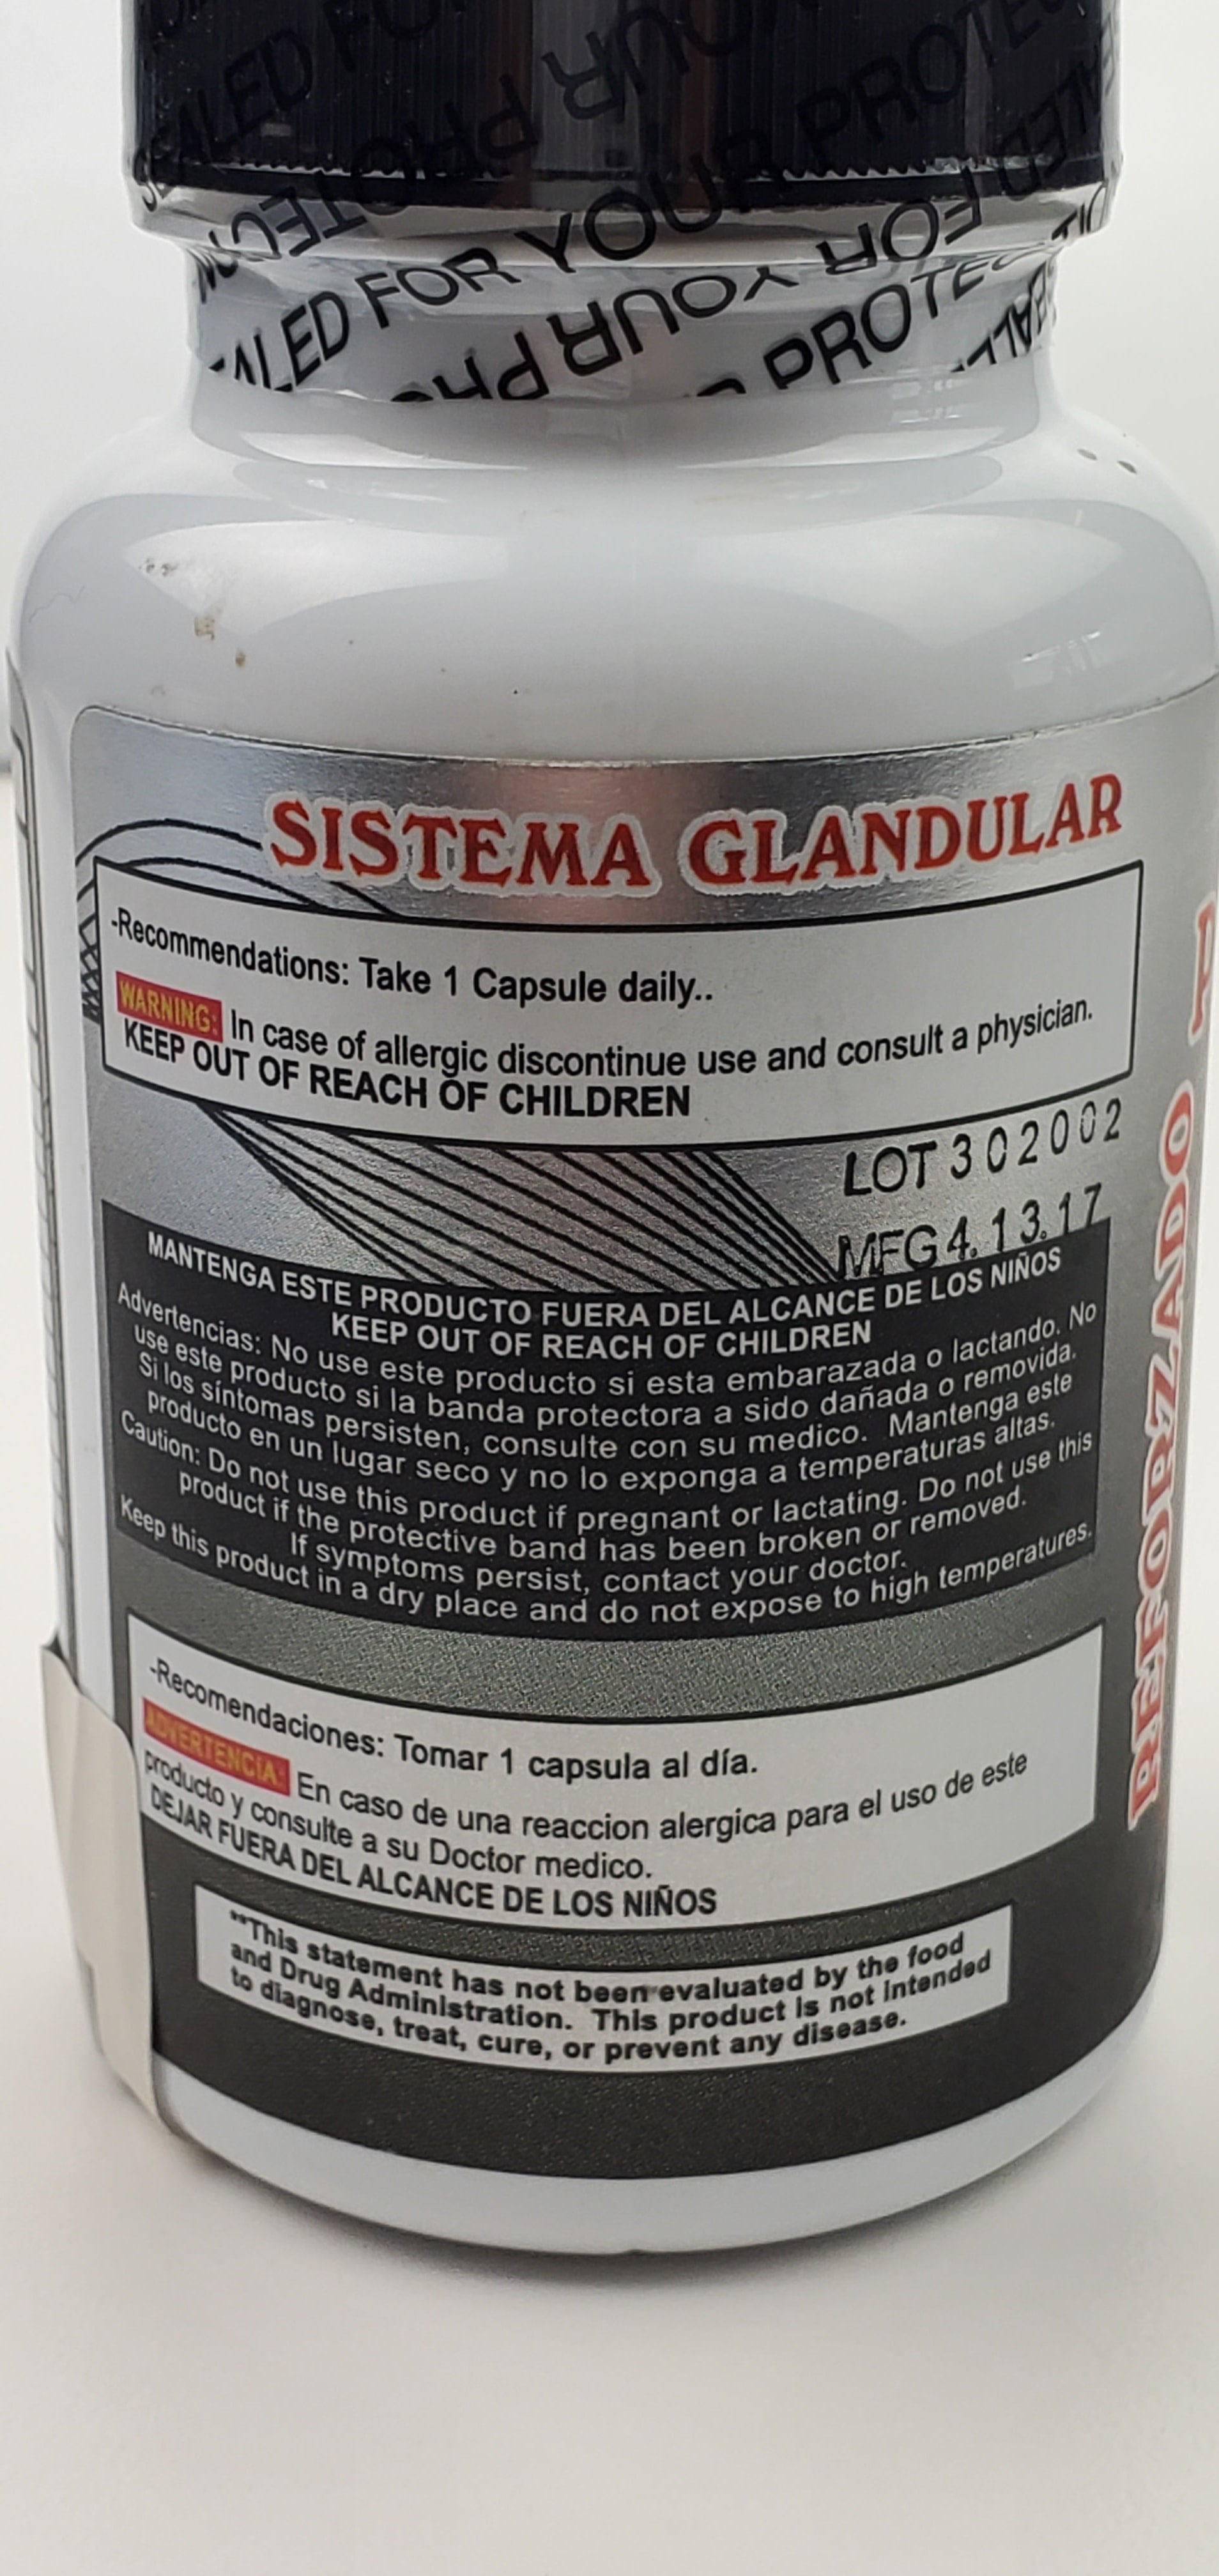 SEALED FOR
YOUR PROTEC
SEALED FOR YOUR PROTEC
FOR YOUR PRO
PROTEC
SISTEMA GLANDULAR
-Recommendations: Take 1 Capsule daily..
WARNING: In case of allergic discontinue use and consult a physician.
KEEP OUT OF REACH OF CHILDREN
LOT 302002
MFG 4.13.17
MANTENGA ESTE PRODUCTO FUERA DEL ALCANCE DE LOS NIÑOS
KEEP OUT OF REACH OF CHILDREN
Advertencias: No use este producto si esta embarazada o lactando. No
use este producto si la banda protectora a sido dañada o removida.
Si los síntomas persisten, consulte con su medico. Mantenga este
producto en un lugar seco y no lo exponga a temperaturas altas.
Caution: Do not use this product if pregnant or lactating. Do not use this
product if the protective band has been broken or removed.
If symptoms persist, contact your doctor.
Keep this product in a dry place and do not expose to high temperatures.
-Recomendaciones: Tomar 1 capsula al día.
ADVERTENCIA: En caso de una reaccion alergica para el uso de este
producto y consulte a su Doctor medico.
DEJAR FUERA DEL ALCANCE DE LOS NIÑOS
**This statement has not been evaluated by the food
and Drug Administration. This product is not intended
to diagnose, treat, cure, or prevent any disease.
REFORZADO